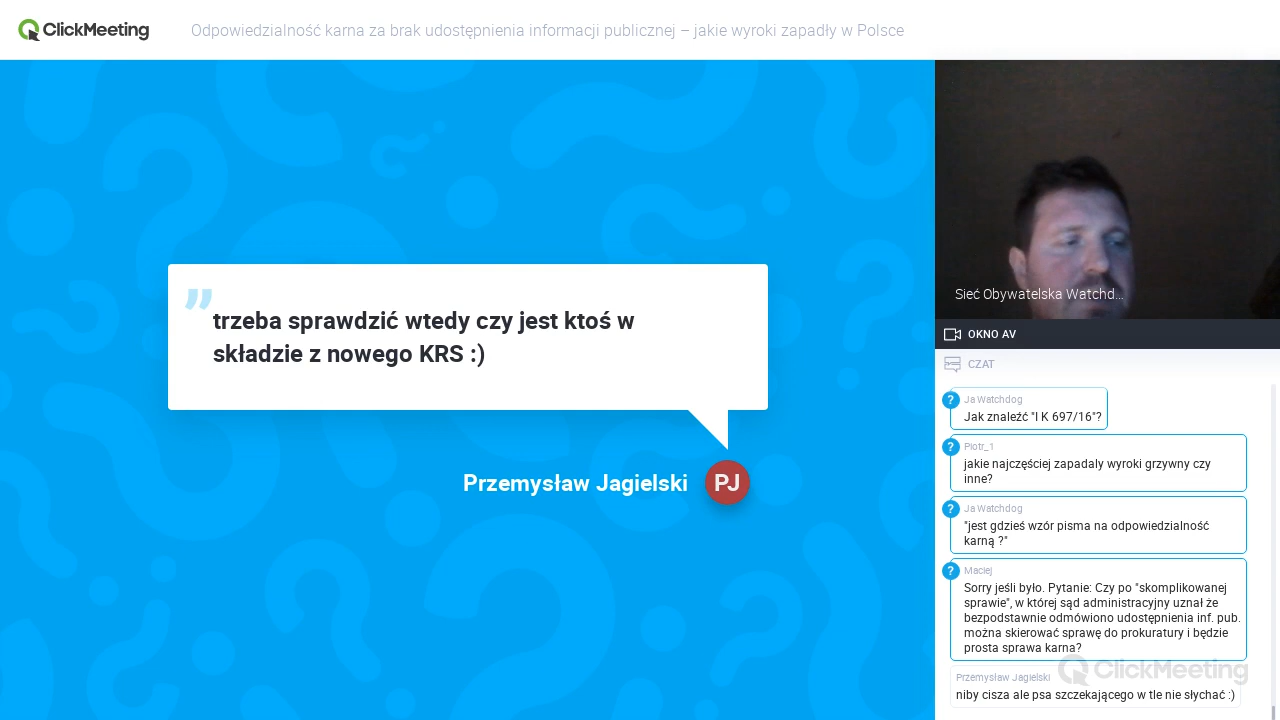 ClickMeeting
Odpowiedzialność karna za brak udostępnienia informacji publicznej – jakie wyroki zapadły w Polsce
trzeba sprawdzić wtedy czy jest ktoś w
składzie z nowego KRS :)
Przemysław Jagielski
PJ
Sieć Obywatelska Watchd...
OKNO AV
CZAT
? Ja Watchdog
Jak znaleźć "I K 697/16"?
? Piotr_1
jakie najczęściej zapadaly wyroki grzywny czy
inne?
? Ja Watchdog
"jest gdzieś wzór pisma na odpowiedzialność
karną ?"
? Maciej
Sorry jeśli było. Pytanie: Czy po "skomplikowanej
sprawie", w której sąd administracyjny uznał że
bezpodstawnie odmówiono udostępnienia inf. pub.
można skierować sprawę do prokuratury i będzie
prosta sprawa karna?
ClickMeeting
Przemysław Jagielski
niby cisza ale psa szczekającego w tle nie słychać :)